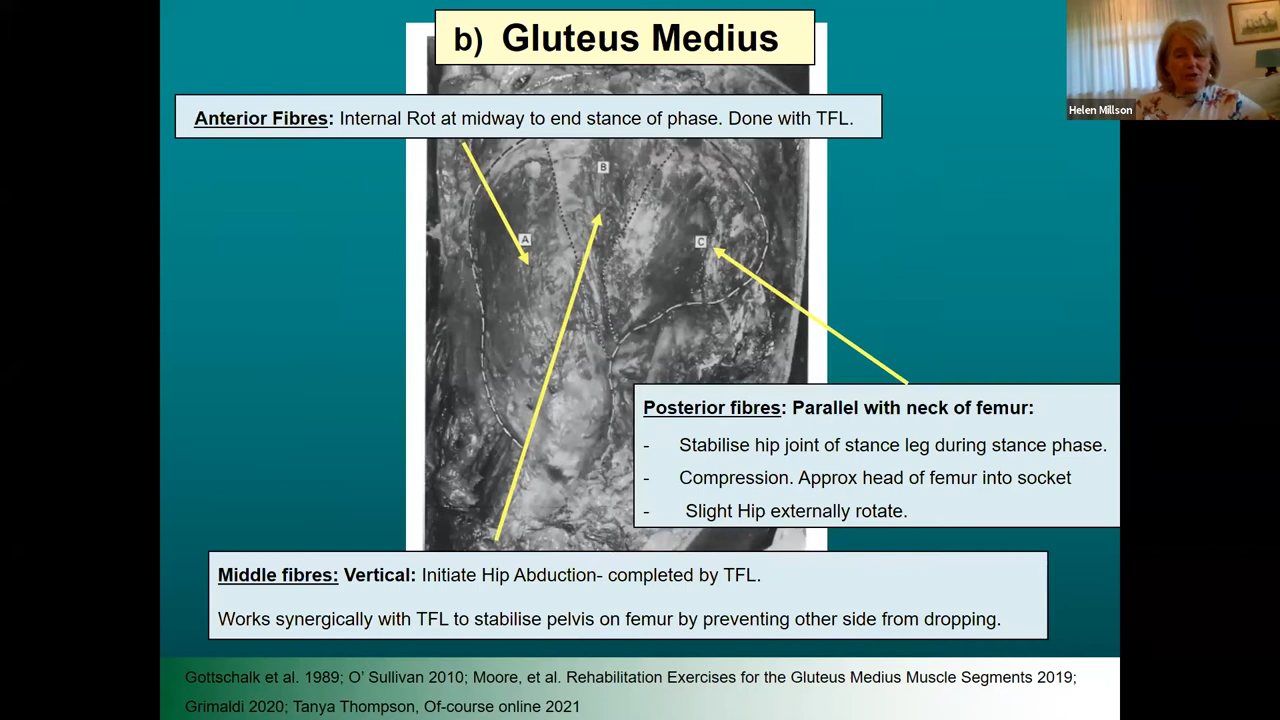 b) Gluteus Medius
Helen Millson
Anterior Fibres: Internal Rot at midway to end stance of phase. Done with TFL.
B
A
C
Posterior fibres: Parallel with neck of femur:
- Stabilise hip joint of stance leg during stance phase.
- Compression. Approx head of femur into socket
- Slight Hip externally rotate.
Middle fibres: Vertical: Initiate Hip Abduction- completed by TFL.
Works synergically with TFL to stabilise pelvis on femur by preventing other side from dropping.
Gottschalk et al. 1989; O’ Sullivan 2010; Moore, et al. Rehabilitation Exercises for the Gluteus Medius Muscle Segments 2019;
Grimaldi 2020; Tanya Thompson, Of-course online 2021